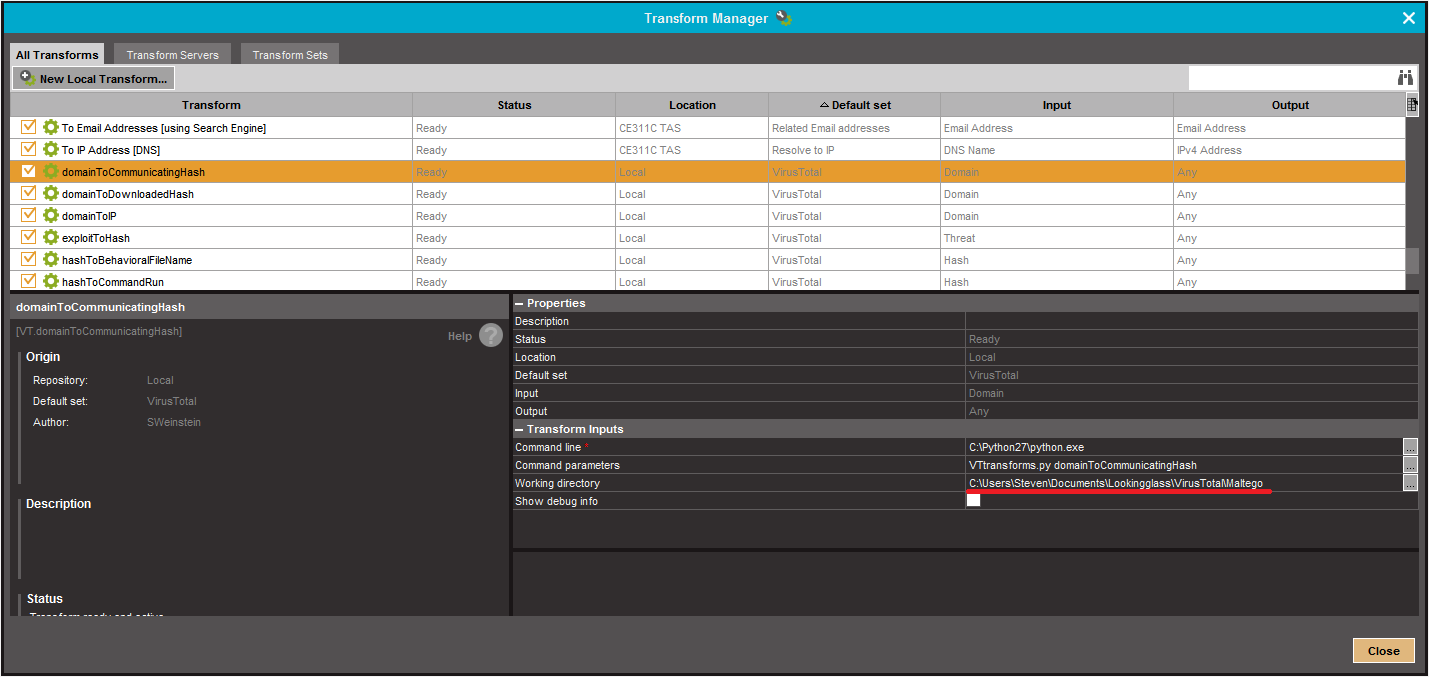 Transform Manager
All Transforms Transform Servers Transform Sets
New Local Transform...
Transform Status Location Default set Input Output
To Email Addresses [using Search Engine] Ready CE311C TAS Related Email addresses Email Address Email Address
To IP Address [DNS] Ready CE311C TAS Resolve to IP DNS Name IPv4 Address
domainToCommunicatingHash Ready Local VirusTotal Domain Any
domainToDownloadedHash Ready Local VirusTotal Domain Any
domainToIP Ready Local VirusTotal Domain Any
exploitToHash Ready Local VirusTotal Threat Any
hashToBehavioralFileName Ready Local VirusTotal Hash Any
hashToCommandRun Ready Local VirusTotal Hash Any
domainToCommunicatingHash
[VT.domainToCommunicatingHash]
Help ?
Origin
Repository: Local
Default set: VirusTotal
Author: SWeinstein
Description
Status
Transform ready and active
Properties
Description
Status Ready
Location Local
Default set VirusTotal
Input Domain
Output Any
Transform Inputs
Command line * C:\Python27\python.exe ...
Command parameters VTtransforms.py domainToCommunicatingHash ...
Working directory C:\Users\Steven\Documents\Lookingglass\VirusTotal\Maltego ...
Show debug info
Close